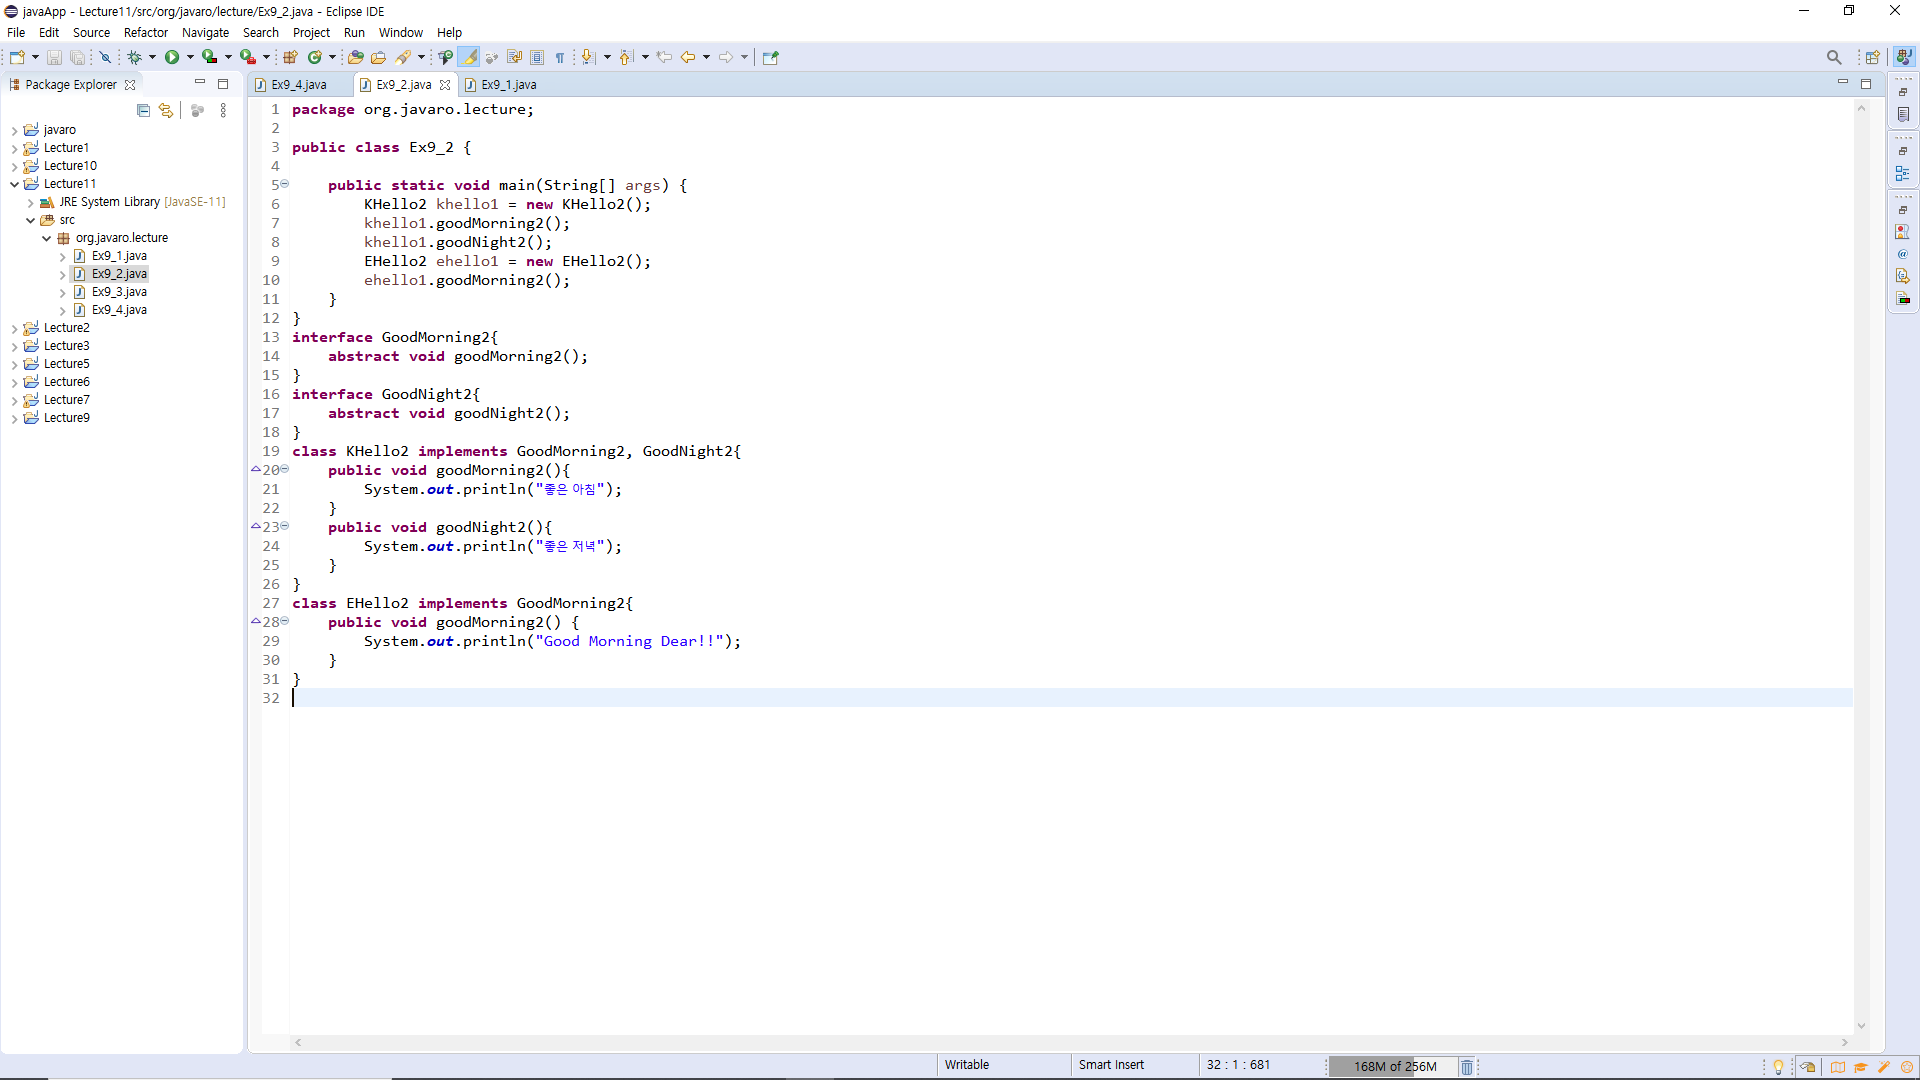 javaApp - Lecture11/src/org/javaro/lecture/Ex9_2.java - Eclipse IDE
File Edit Source Refactor Navigate Search Project Run Window Help
Package Explorer
javaro
Lecture1
Lecture10
Lecture11
JRE System Library [JavaSE-11]
src
org.javaro.lecture
Ex9_1.java
Ex9_2.java
Ex9_3.java
Ex9_4.java
Lecture2
Lecture3
Lecture5
Lecture6
Lecture7
Lecture9
Ex9_4.java Ex9_2.java Ex9_1.java
1 package org.javaro.lecture;
2
3 public class Ex9_2 {
4
5     public static void main(String[] args) {
6         KHello2 khello1 = new KHello2();
7         khello1.goodMorning2();
8         khello1.goodNight2();
9         EHello2 ehello1 = new EHello2();
10         ehello1.goodMorning2();
11     }
12 }
13 interface GoodMorning2{
14     abstract void goodMorning2();
15 }
16 interface GoodNight2{
17     abstract void goodNight2();
18 }
19 class KHello2 implements GoodMorning2, GoodNight2{
20     public void goodMorning2(){
21         System.out.println("좋은 아침");
22     }
23     public void goodNight2(){
24         System.out.println("좋은 저녁");
25     }
26 }
27 class EHello2 implements GoodMorning2{
28     public void goodMorning2() {
29         System.out.println("Good Morning Dear!!");
30     }
31 }
32
Writable Smart Insert 32 : 1 : 681 168M of 256M